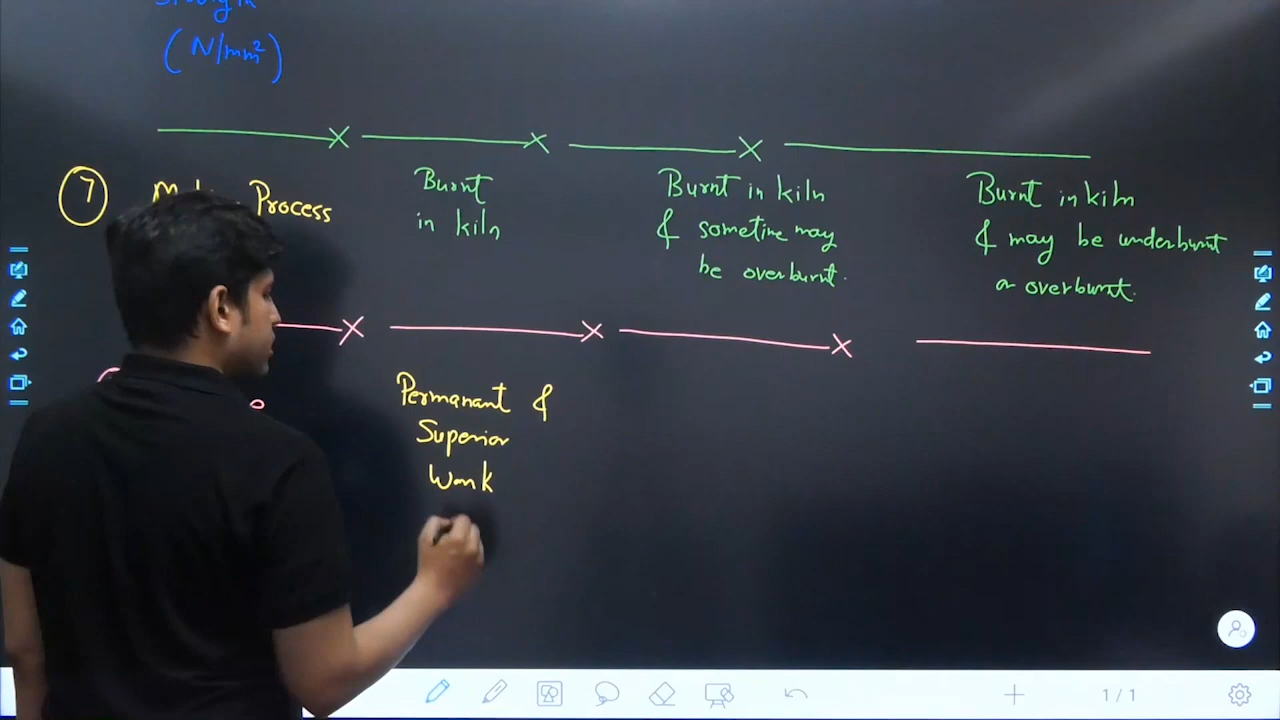 (N/mm²)
7
Process
Burnt
in kiln
Burnt in kiln
& sometime may
be overburnt.
Burnt in kiln
& may be underburnt
or overburnt.
Permanant &
Superior
Work
1/1